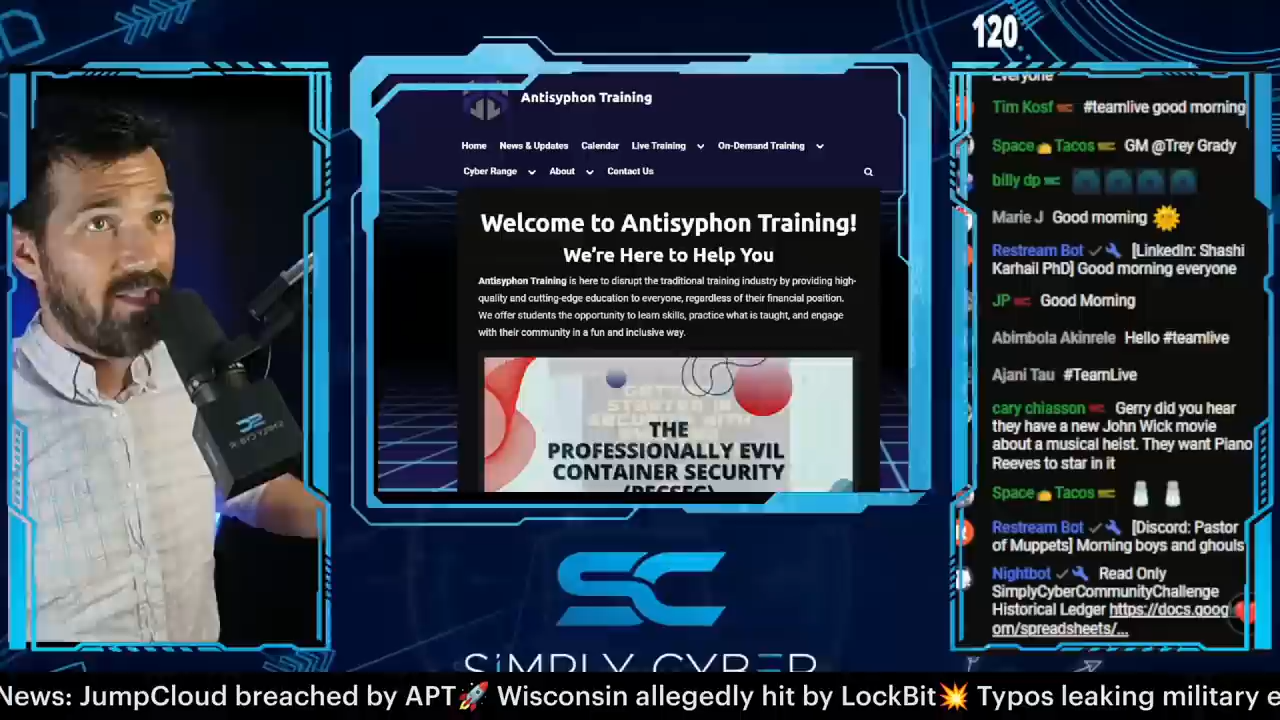 120
Antisyphon Training
Home News & Updates Calendar Live Training On-Demand Training
Cyber Range About Contact Us
Welcome to Antisyphon Training!
We're Here to Help You
Antisyphon Training is here to disrupt the traditional training industry by providing high-
quality and cutting-edge education to everyone, regardless of their financial position.
We offer students the opportunity to learn skills, practice what is taught, and engage
with their community in a fun and inclusive way.
THE
PROFESSIONALLY EVIL
CONTAINER SECURITY
(PECSEC)
SC
SIMPLY CYBER
Everyone
Tim Kosf #teamlive good morning
Space 🌮 Tacos GM @Trey Grady
billy dp
Marie J Good morning 🌞
Restream Bot [LinkedIn: Shashi
Karhail PhD] Good morning everyone
JP Good Morning
Abimbola Akinrele Hello #teamlive
Ajani Tau #TeamLive
cary chiasson Gerry did you hear
they have a new John Wick movie
about a musical heist. They want Piano
Reeves to star in it
Space 🌮 Tacos
Restream Bot [Discord: Pastor
of Muppets] Morning boys and ghouls
Nightbot Read Only
SimplyCyberCommunityChallenge
Historical Ledger https://docs.goog
om/spreadsheets/...
News: JumpCloud breached by APT🚀 Wisconsin allegedly hit by LockBit💥 Typos leaking military e